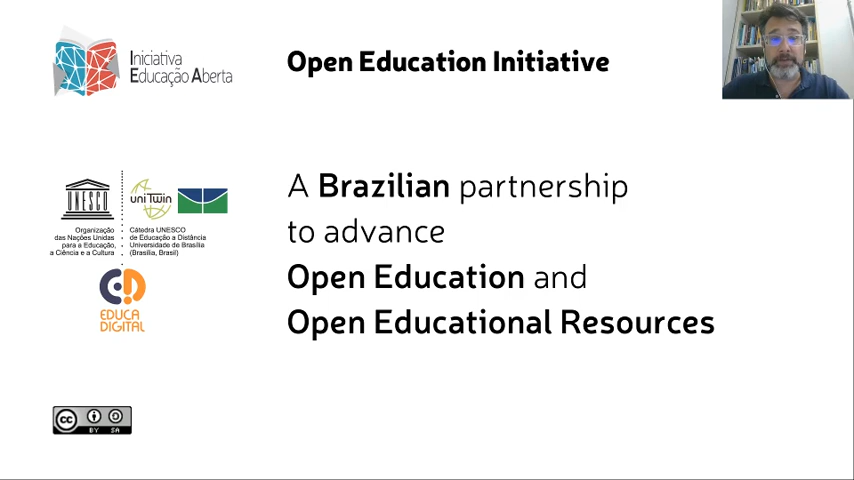 Iniciativa
Educação Aberta
Open Education Initiative
A Brazilian partnership
to advance
Open Education and
Open Educational Resources
UNESCO
Organização
das Nações Unidas
para a Educação,
a Ciência e a Cultura
uniTwin
Cátedra UNESCO
de Educação a Distância
Universidade de Brasília
(Brasília, Brasil)
EDUCA
DIGITAL
cc
BY SA